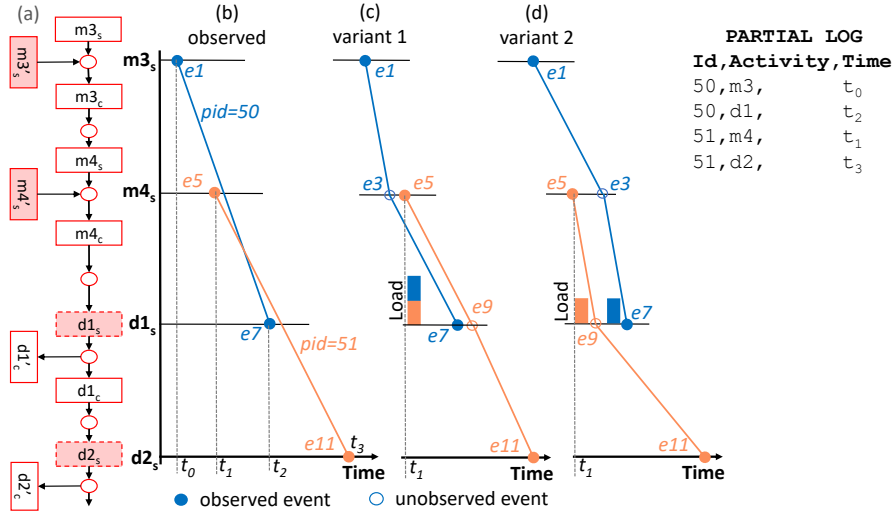 (a)
m3s
m3's
m3c
m4s
m4's
m4c
d1s
d1'c
d1c
d2s
d2'c
(b)
observed
m3s
e1
pid=50
m4s
e5
d1s
e7
pid=51
d2s
e11
t3
t0
t1
t2
Time
(c)
variant 1
e1
e3
e5
Load
e9
e7
e11
t1
Time
(d)
variant 2
e1
e5
e3
Load
e7
e9
e11
t1
Time
observed event
unobserved event
PARTIAL LOG
Id,Activity,Time
50,m3, t0
50,d1, t2
51,m4, t1
51,d2, t3